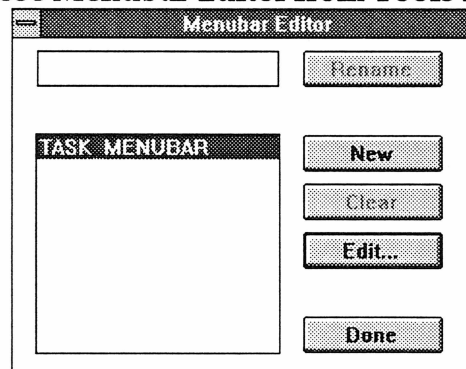 Menubar Editor
Rename
TASK MENUBAR
New
Clear
Edit...
Done